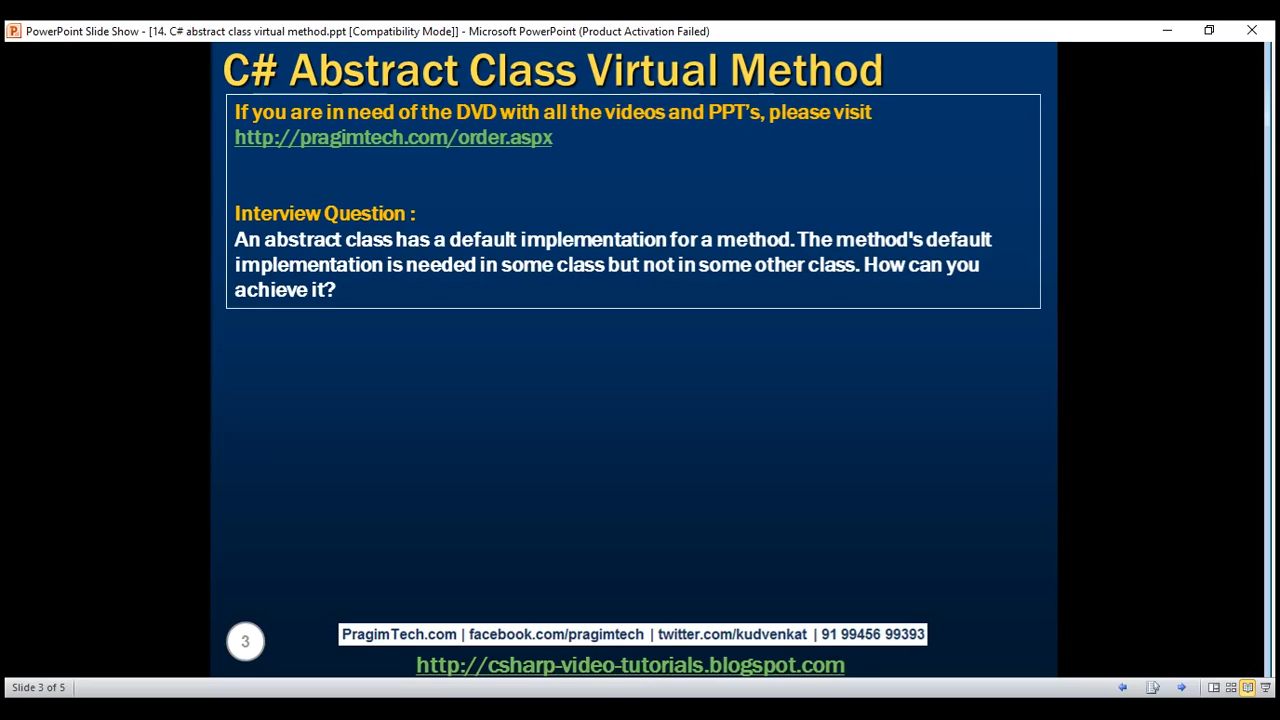 PowerPoint Slide Show - [14. C# abstract class virtual method.ppt [Compatibility Mode]] - Microsoft PowerPoint (Product Activation Failed)
C# Abstract Class Virtual Method
If you are in need of the DVD with all the videos and PPT's, please visit
http://pragimtech.com/order.aspx
Interview Question :
An abstract class has a default implementation for a method. The method's default
implementation is needed in some class but not in some other class. How can you
achieve it?
3
PragimTech.com | facebook.com/pragimtech | twitter.com/kudvenkat | 91 99456 99393
http://csharp-video-tutorials.blogspot.com
Slide 3 of 5